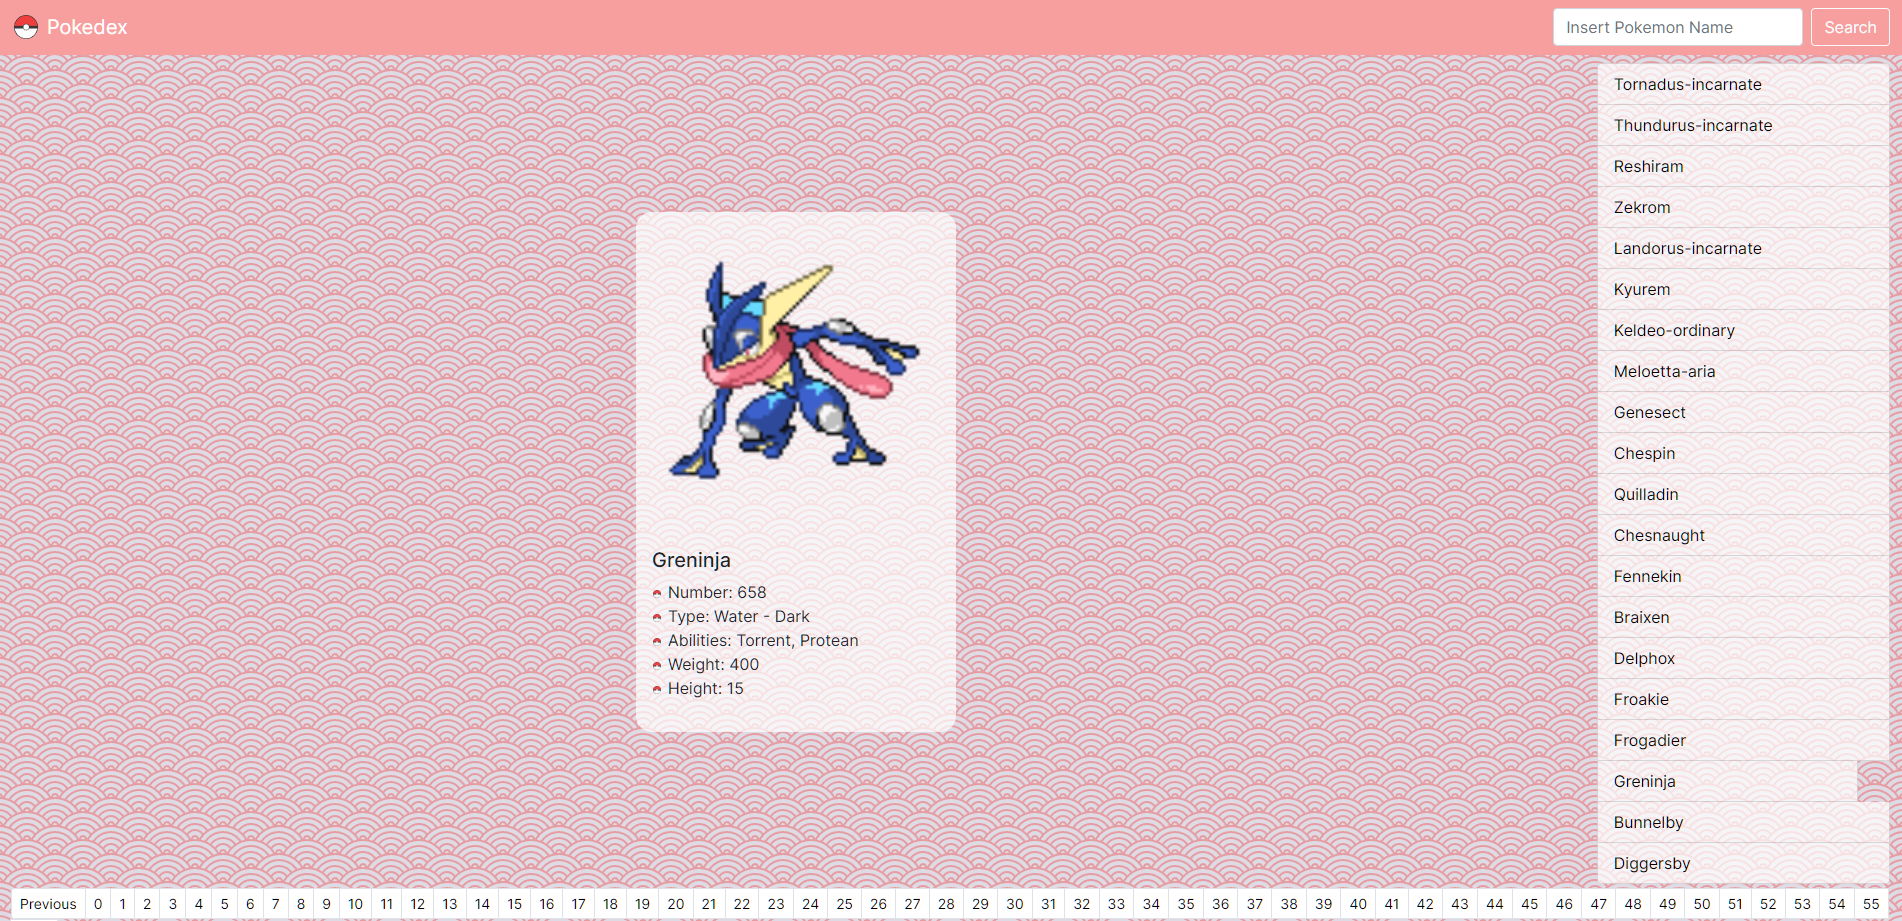 Pokedex
Insert Pokemon Name
Search
Tornadus-incarnate
Thundurus-incarnate
Reshiram
Zekrom
Landorus-incarnate
Kyurem
Keldeo-ordinary
Meloetta-aria
Genesect
Chespin
Quilladin
Chesnaught
Fennekin
Braixen
Delphox
Froakie
Frogadier
Greninja
Bunnelby
Diggersby
Greninja
Number: 658
Type: Water - Dark
Abilities: Torrent, Protean
Weight: 400
Height: 15
Previous 0 1 2 3 4 5 6 7 8 9 10 11 12 13 14 15 16 17 18 19 20 21 22 23 24 25 26 27 28 29 30 31 32 33 34 35 36 37 38 39 40 41 42 43 44 45 46 47 48 49 50 51 52 53 54 55